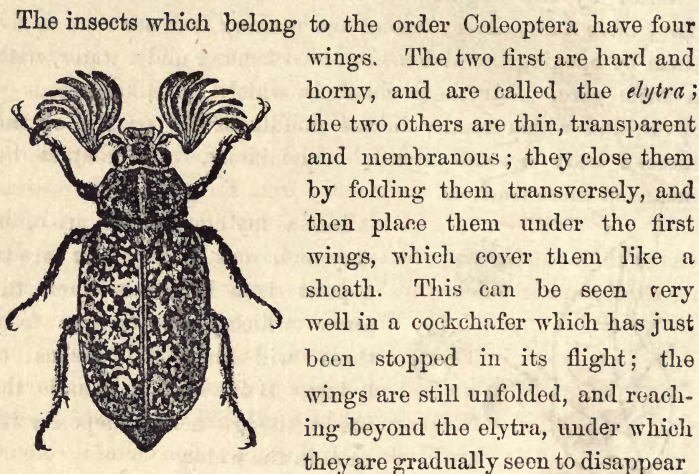 The insects which belong to the order Coleoptera have four
wings. The two first are hard and
horny, and are called the elytra;
the two others are thin, transparent
and membranous; they close them
by folding them transversely, and
then place them under the first
wings, which cover them like a
sheath. This can be seen very
well in a cockchafer which has just
been stopped in its flight; the
wings are still unfolded, and reach-
ing beyond the elytra, under which
they are gradually seen to disappear